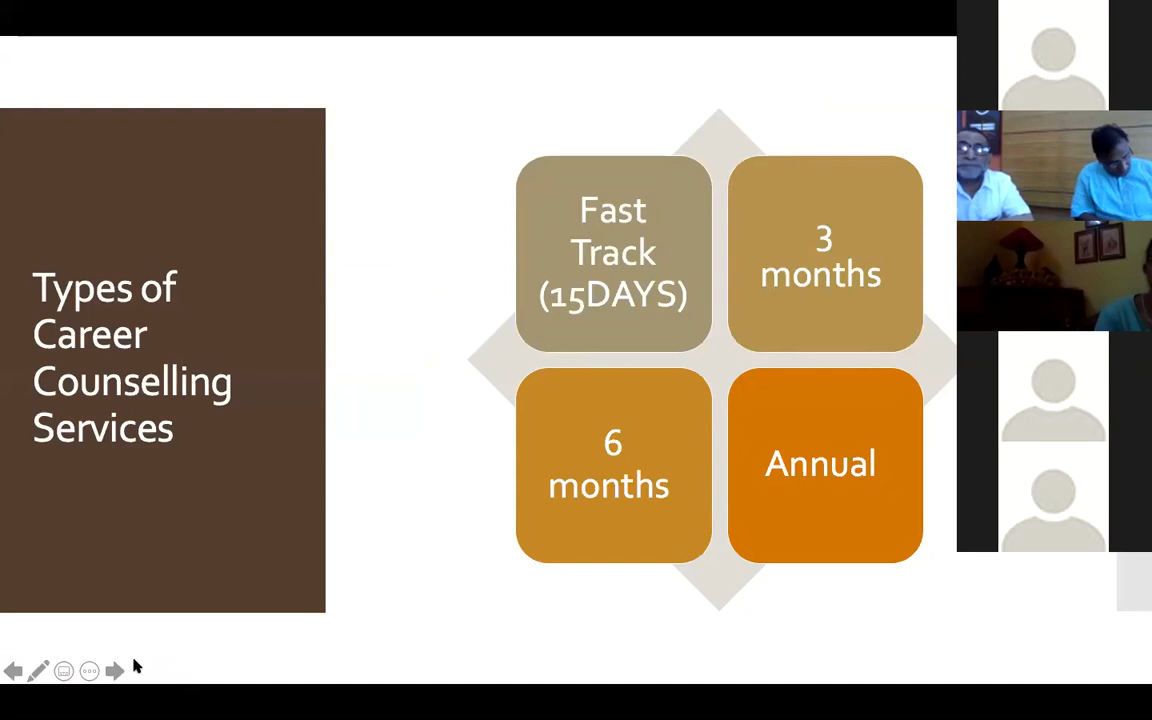 Types of
Career
Counselling
Services
Fast
Track
(15DAYS)
3
months
6
months
Annual